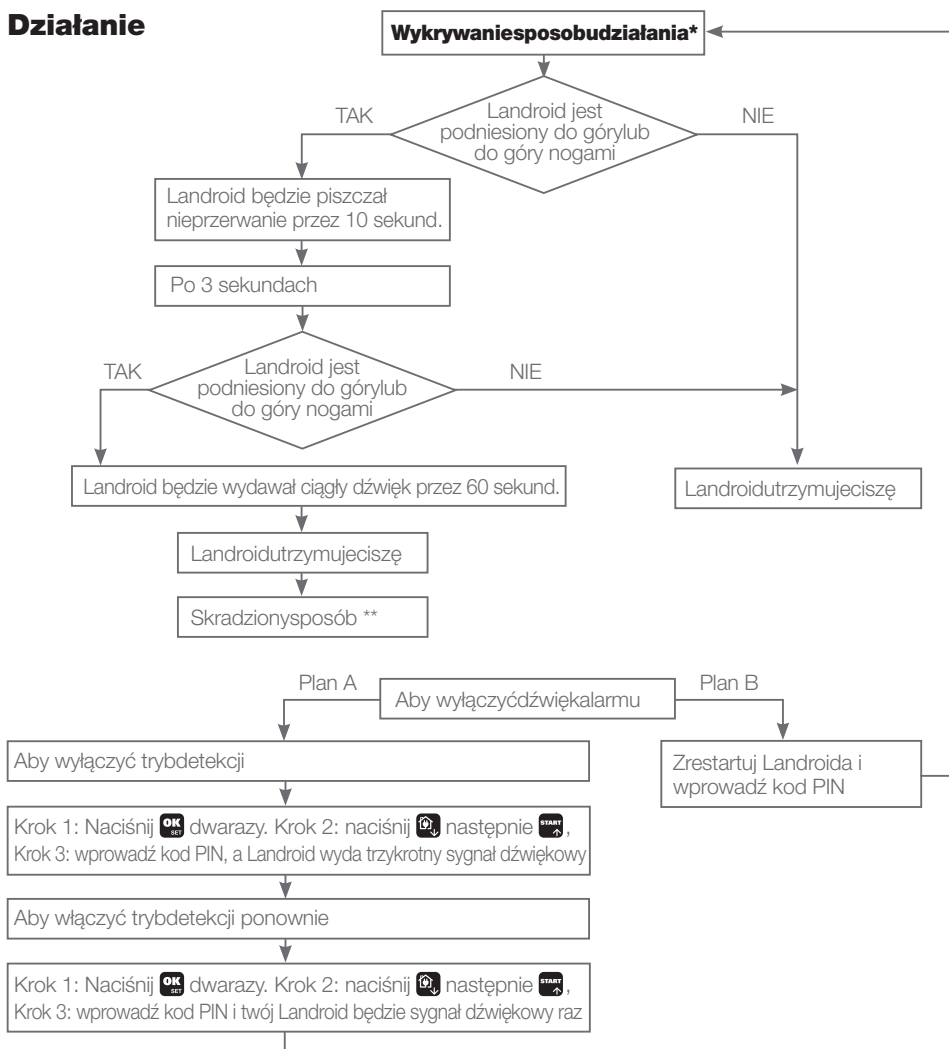 Działanie
Wykrywaniesposobudziałania*
TAK
Landroid jest
podniesiony do górylub
do góry nogami
NIE
Landroid będzie piszczał
nieprzerwanie przez 10 sekund.
Po 3 sekundach
TAK
Landroid jest
podniesiony do górylub
do góry nogami
NIE
Landroid będzie wydawał ciągły dźwięk przez 60 sekund.
Landroidutrzymujeciszę
Landroidutrzymujeciszę
Skradzionysposób **
Plan A
Aby wyłączyćdźwiękalarmu
Plan B
Aby wyłączyć trybdetekcji
Zrestartuj Landroida i
wprowadź kod PIN
Krok 1: Naciśnij OK SET dwarazy. Krok 2: naciśnij następnie START,
Krok 3: wprowadź kod PIN, a Landroid wyda trzykrotny sygnał dźwiękowy
Aby włączyć trybdetekcji ponownie
Krok 1: Naciśnij OK SET dwarazy. Krok 2: naciśnij następnie START,
Krok 3: wprowadź kod PIN i twój Landroid będzie sygnał dźwiękowy raz